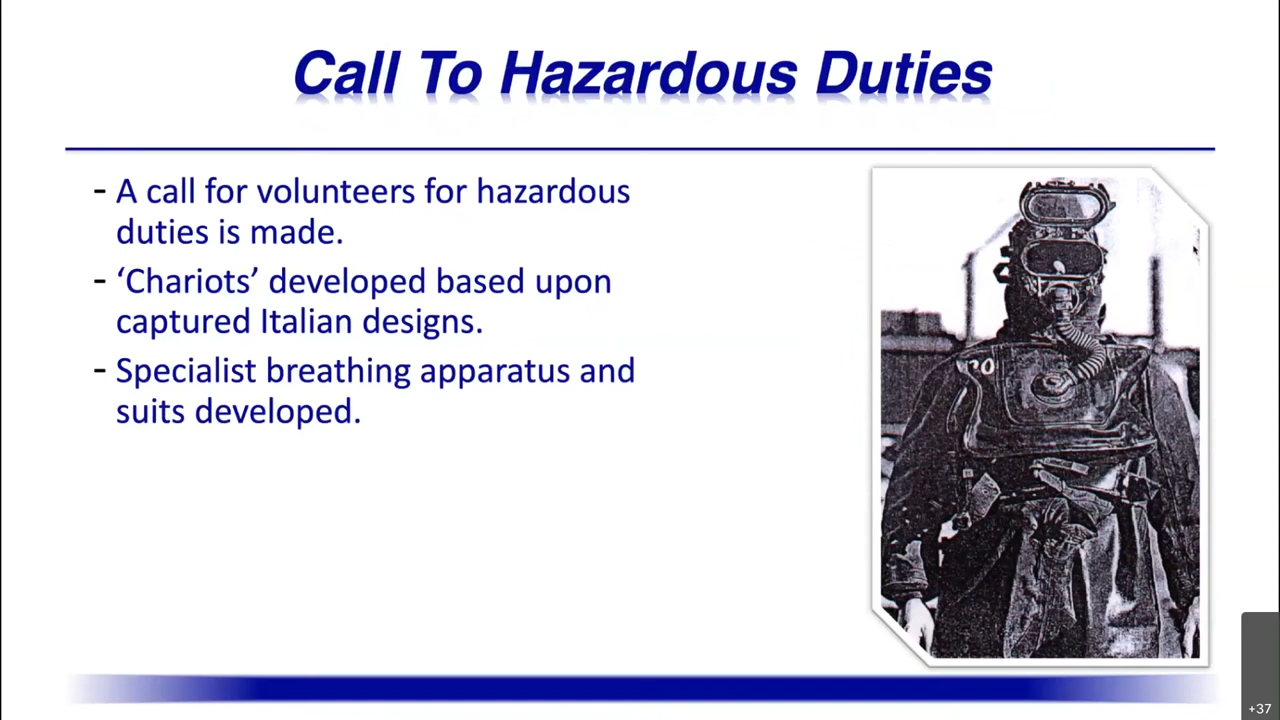 Call To Hazardous Duties
- A call for volunteers for hazardous
duties is made.
- ‘Chariots’ developed based upon
captured Italian designs.
- Specialist breathing apparatus and
suits developed.
+37